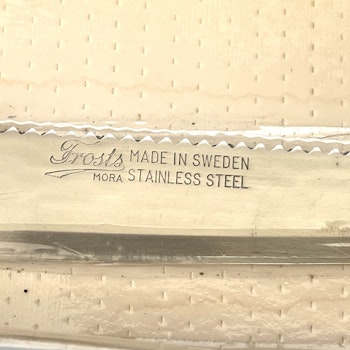 Frosts MADE IN SWEDEN
MORA STAINLESS STEEL